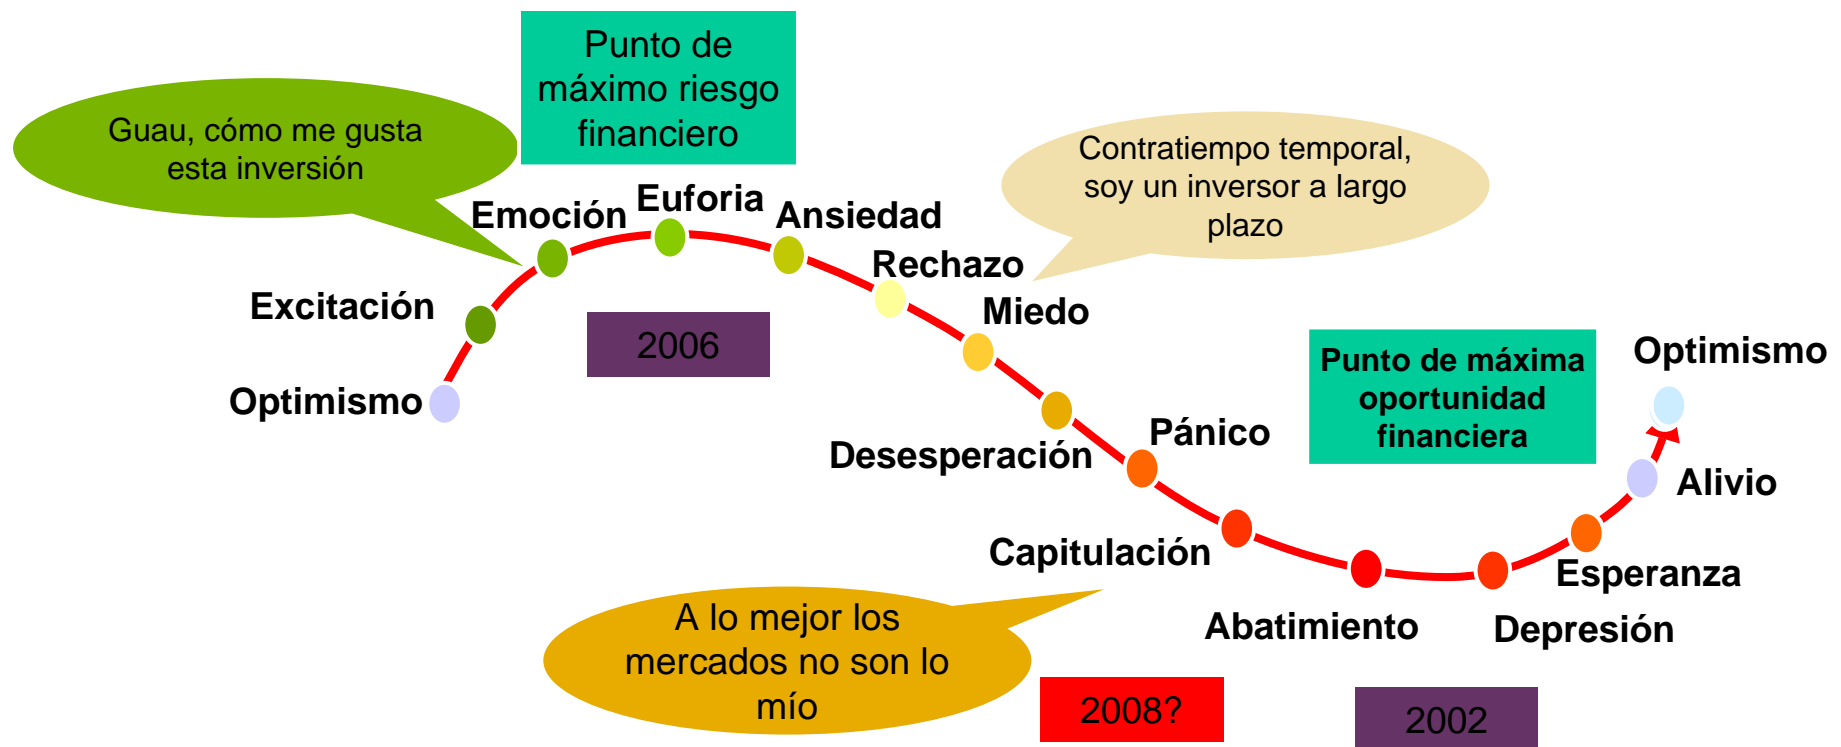 Punto de
máximo riesgo
financiero
Guau, cómo me gusta
esta inversión
Contratiempo temporal,
soy un inversor a largo
plazo
Emoción
Euforia
Ansiedad
Rechazo
Excitación
Miedo
2006
Optimismo
Punto de máxima
oportunidad
financiera
Optimismo
Desesperación
Pánico
Alivio
Capitulación
Esperanza
Abatimiento
Depresión
A lo mejor los
mercados no son lo
mío
2008?
2002